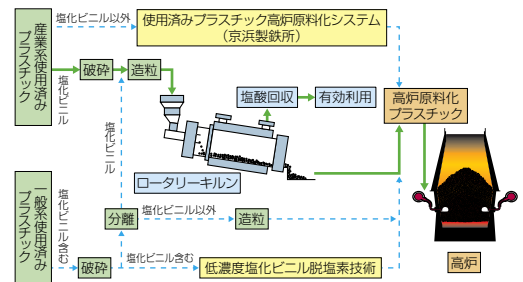 塩化ビニル以外
使用済みプラスチック高炉原料化システム
(京浜製鉄所)
産業系使用済み
プラスチック
破砕
造粒
塩化ビニル
塩酸回収
有効利用
高炉原料化
プラスチック
塩化ビニル
ロータリーキルン
一般系使用済み
プラスチック
塩化ビニル含む
分離
塩化ビニル以外
造粒
破砕
塩化ビニル含む
低濃度塩化ビニル脱塩素技術
高炉